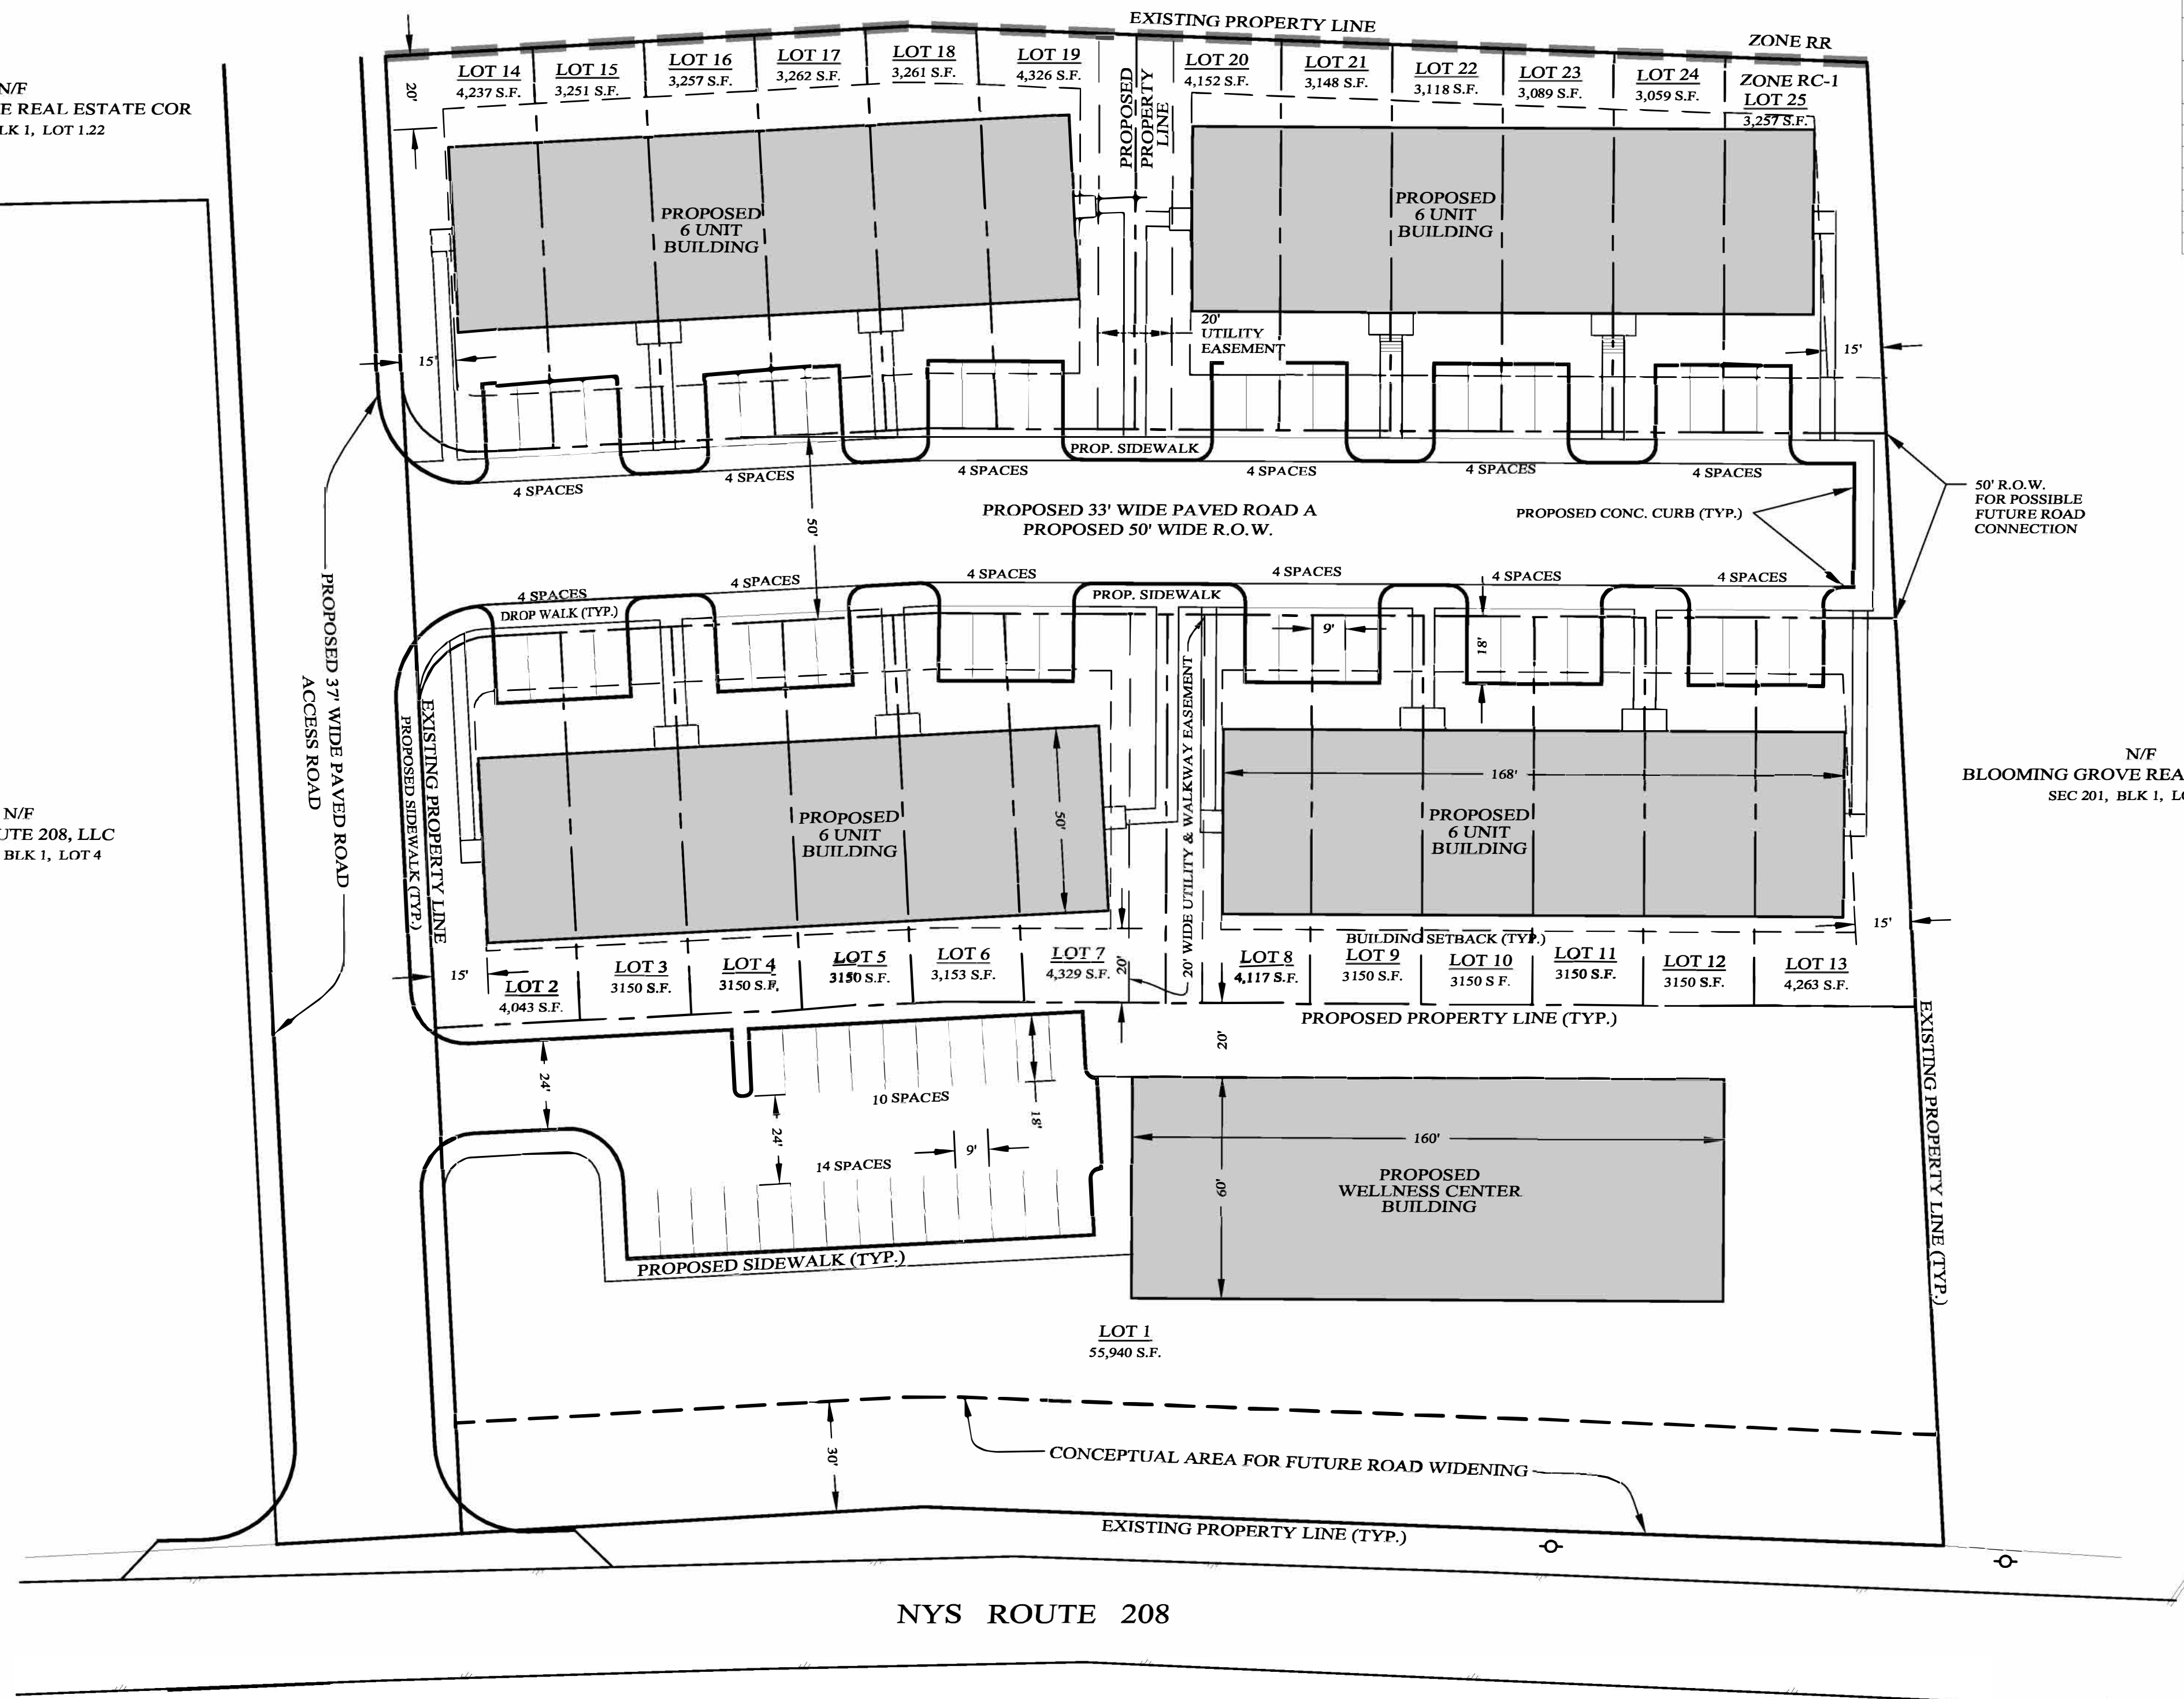 EXISTING PROPERTY LINE
ZONE RR
ZONE RC-1
N/F
E REAL ESTATE COR
LK 1, LOT 1.22
20'
LOT 14
4,237 S.F.
LOT 15
3,251 S.F.
LOT 16
3,257 S.F.
LOT 17
3,262 S.F.
LOT 18
3,261 S.F.
LOT 19
4,326 S.F.
PROPOSED
PROPERTY
LINE
LOT 20
4,152 S.F.
LOT 21
3,148 S.F.
LOT 22
3,118 S.F.
LOT 23
3,089 S.F.
LOT 24
3,059 S.F.
LOT 25
3,257 S.F.
PROPOSED
6 UNIT
BUILDING
PROPOSED
6 UNIT
BUILDING
20'
UTILITY
EASEMENT
15'
15'
PROP. SIDEWALK
4 SPACES
4 SPACES
4 SPACES
4 SPACES
4 SPACES
4 SPACES
50'
PROPOSED 33' WIDE PAVED ROAD A
PROPOSED 50' WIDE R.O.W.
PROPOSED CONC. CURB (TYP.)
50' R.O.W.
FOR POSSIBLE
FUTURE ROAD
CONNECTION
4 SPACES
4 SPACES
4 SPACES
4 SPACES
4 SPACES
4 SPACES
DROP WALK (TYP.)
PROP. SIDEWALK
9'
18'
PROPOSED 37' WIDE PAVED ROAD
ACCESS ROAD
EXISTING PROPERTY LINE
PROPOSED SIDEWALK (TYP.)
20' WIDE UTILITY & WALKWAY EASEMENT
50'
168'
PROPOSED
6 UNIT
BUILDING
PROPOSED
6 UNIT
BUILDING
N/F
UTE 208, LLC
BLK 1, LOT 4
N/F
BLOOMING GROVE REA
SEC 201, BLK 1, L
15'
BUILDING SETBACK (TYP.)
15'
20'
LOT 2
4,043 S.F.
LOT 3
3150 S.F.
LOT 4
3150 S.F.
LOT 5
3150 S.F.
LOT 6
3,153 S.F.
LOT 7
4,329 S.F.
LOT 8
4,117 S.F.
LOT 9
3150 S.F.
LOT 10
3150 S F.
LOT 11
3150 S.F.
LOT 12
3150 S.F.
LOT 13
4,263 S.F.
PROPOSED PROPERTY LINE (TYP.)
20'
EXISTING PROPERTY LINE (TYP.)
24'
10 SPACES
18'
24'
9'
14 SPACES
160'
60'
PROPOSED
WELLNESS CENTER
BUILDING
PROPOSED SIDEWALK (TYP.)
LOT 1
55,940 S.F.
30'
CONCEPTUAL AREA FOR FUTURE ROAD WIDENING
EXISTING PROPERTY LINE (TYP.)
NYS ROUTE 208